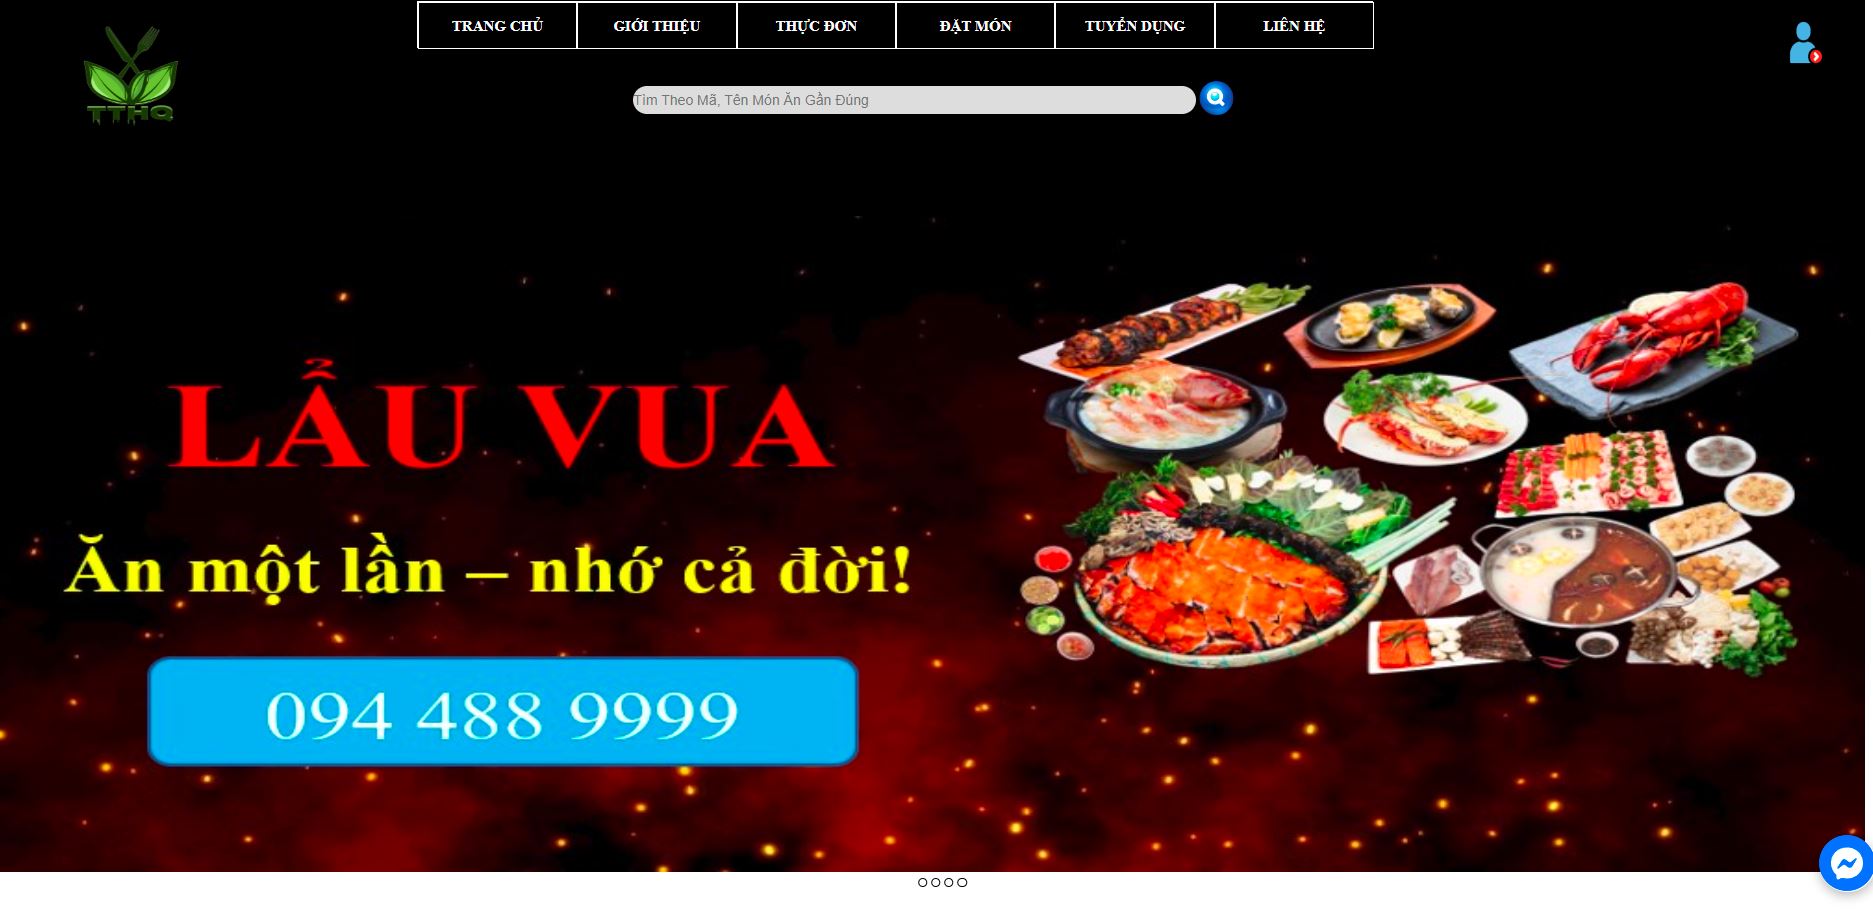 TRANG CHỦ
GIỚI THIỆU
THỰC ĐƠN
ĐẶT MÓN
TUYỂN DỤNG
LIÊN HỆ
TTHQ
Tìm Theo Mã, Tên Món Ăn Gần Đúng
LẨU VUA
Ăn một lần – nhớ cả đời!
094 488 9999